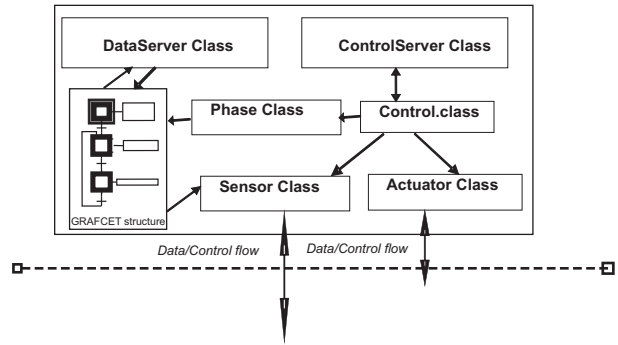 DataServer Class
ControlServer Class
Phase Class
Control.class
Sensor Class
Actuator Class
GRAFCET structure
Data/Control flow
Data/Control flow